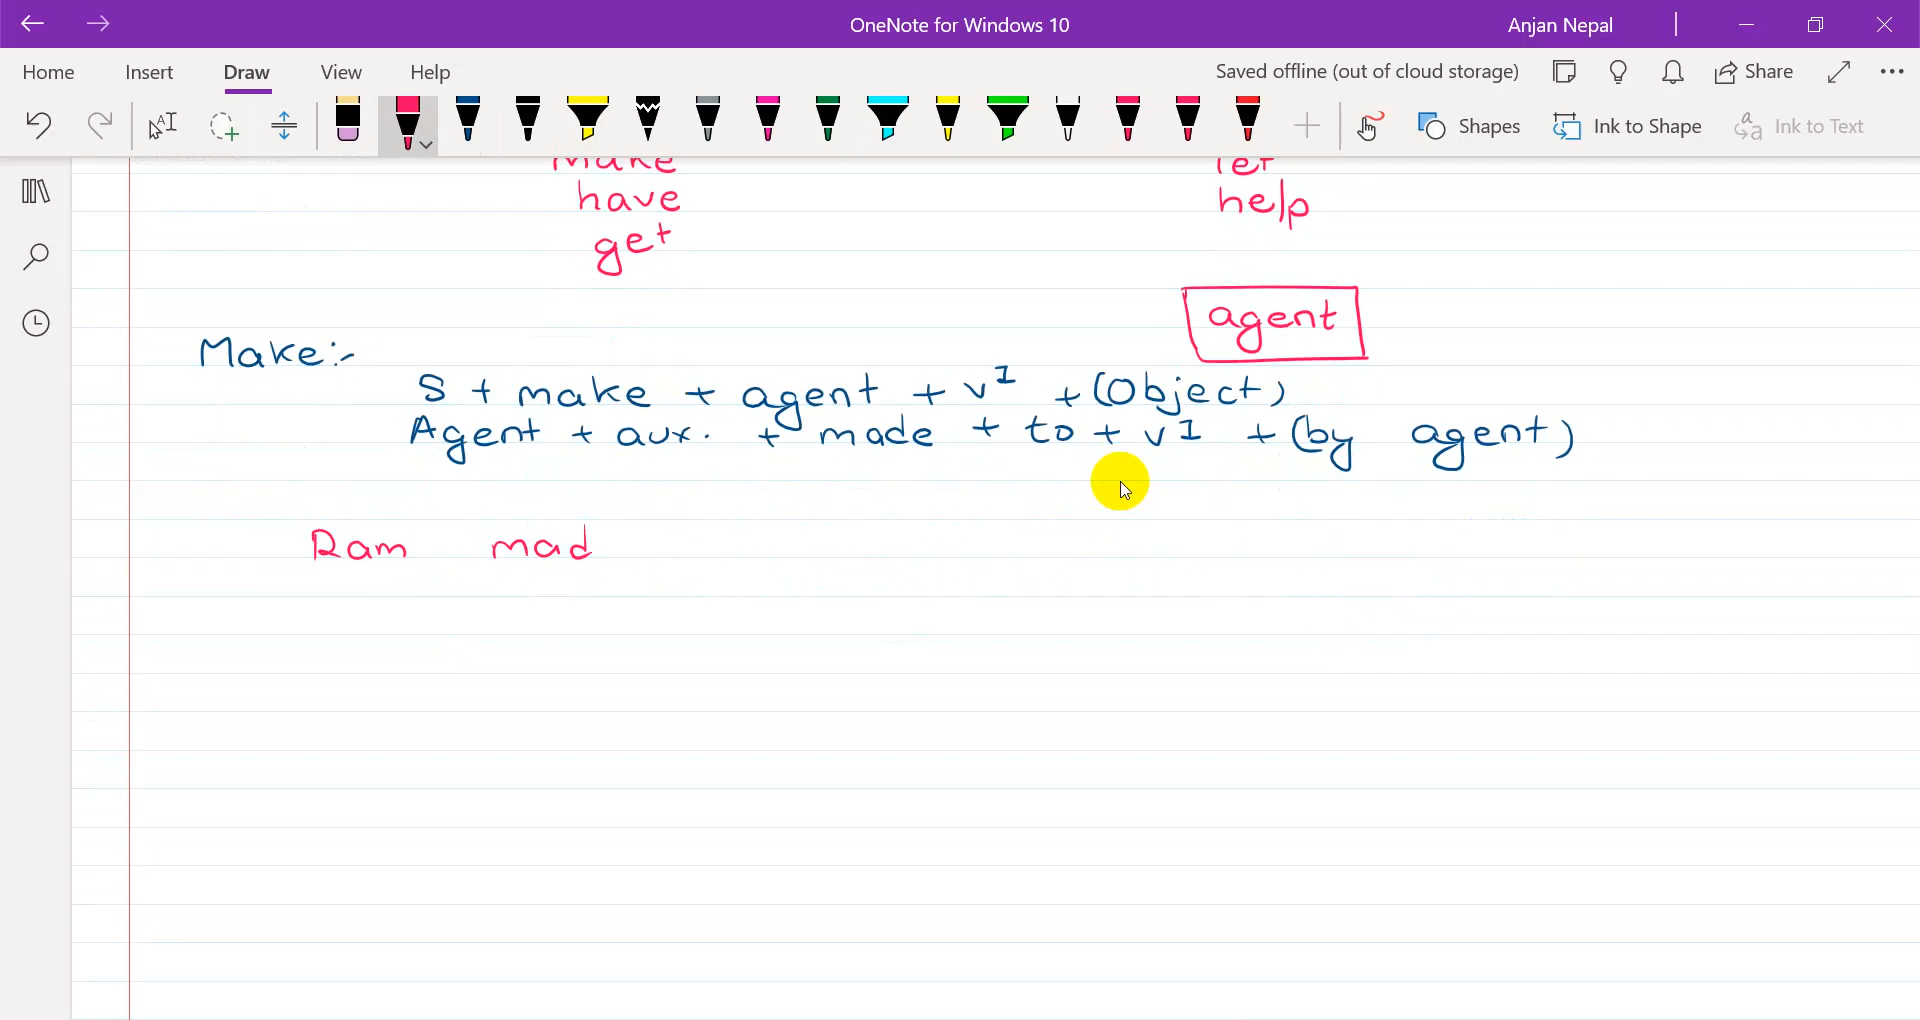 OneNote for Windows 10
Anjan Nepal
Home Insert Draw View Help
Saved offline (out of cloud storage)
Share
Shapes
Ink to Shape
Ink to Text
make let
have help
get
agent
Make:-
S + make + agent + v I + (Object)
Agent + aux. + made + to + v I + (by agent)
Ram mad